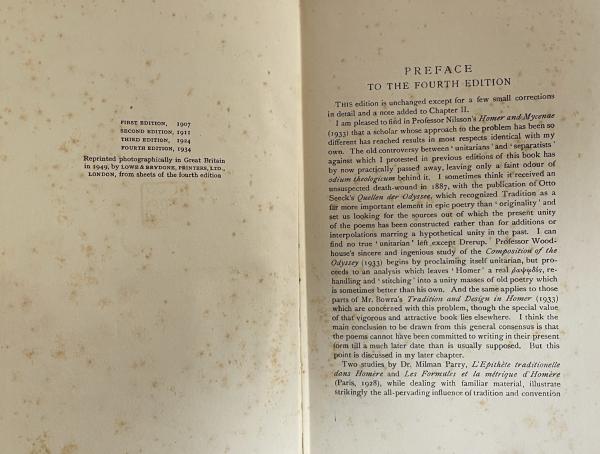 FIRST EDITION, 1907
SECOND EDITION, 1911
THIRD EDITION, 1924
FOURTH EDITION, 1934
Reprinted photographically in Great Britain
in 1949, by LOWE & BRYDONE, PRINTERS, LTD.,
LONDON, from sheets of the fourth edition
PREFACE
TO THE FOURTH EDITION
THIS edition is unchanged except for a few small corrections
in detail and a note added to Chapter II.
I am pleased to find in Professor Nilsson's Homer and Mycenae
(1933) that a scholar whose approach to the problem has been so
different has reached results in most respects identical with my
own. The old controversy between 'unitarians' and 'separatists'
against which I protested in previous editions of this book has
by now practically passed away, leaving only a faint odour of
odium theologicum behind it. I sometimes think it received an
unsuspected death-wound in 1887, with the publication of Otto
Seeck's Quellen der Odyssee, which recognized Tradition as a
far more important element in epic poetry than 'originality' and
set us looking for the sources out of which the present unity
of the poems has been constructed rather than for additions or
interpolations marring a hypothetical unity in the past. I can
find no true 'unitarian' left except Drerup. Professor Wood-
house's sincere and ingenious study of the Composition of the
Odyssey (1933) begins by proclaiming itself unitarian, but pro-
ceeds to an analysis which leaves 'Homer' a real ῥαψῳδός, re-
handling and 'stitching' into a unity masses of old poetry which
is sometimes better than his own. And the same applies to those
parts of Mr. Bowra's Tradition and Design in Homer (1933)
which are concerned with this problem, though the special value
of that vigorous and attractive book lies elsewhere. I think the
main conclusion to be drawn from this general consensus is that
the poems cannot have been committed to writing in their present
form till a much later date than is usually supposed. But this
point is discussed in my later chapter.
Two studies by Dr. Milman Parry, L'Epithète traditionelle
dans Homère and Les Formules et la métrique d'Homère
(Paris, 1928), while dealing with familiar material, illustrate
strikingly the all-pervading influence of tradition and convention